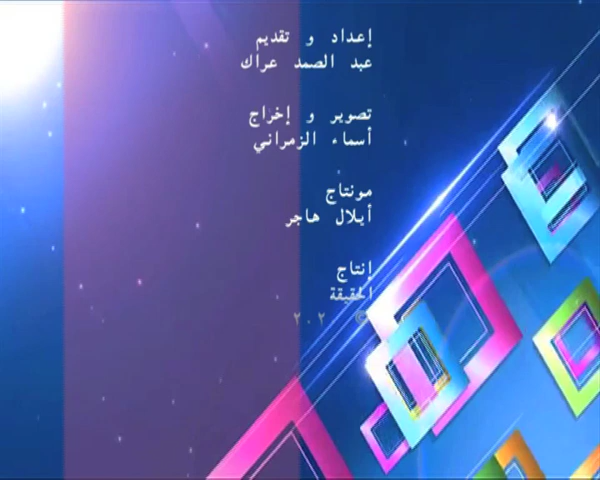 إعداد و تقديم
عبد الصمد عراك
تصوير و إخراج
أسماء الزمراني
مونتاج
أيلال هاجر
إنتاج
الحقيقة
©